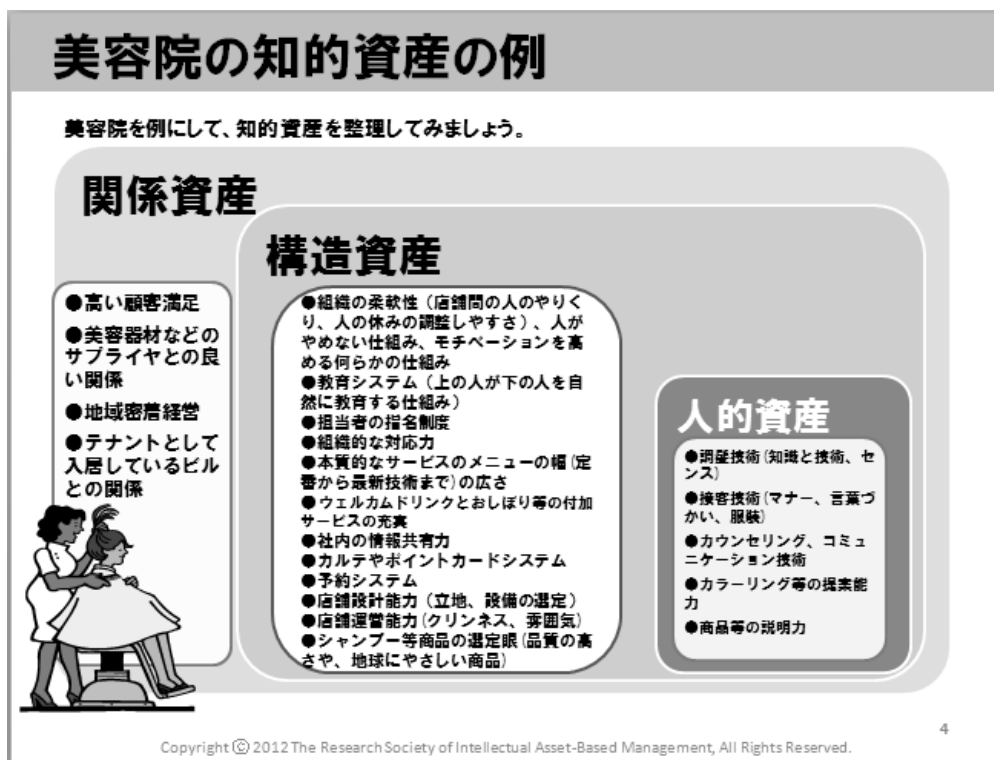 美容院の知的資産の例
美容院を例にして、知的資産を整理してみましょう。
関係資産
●高い顧客満足
●美容器材などの
サプライヤとの良
い関係
●地域密着経営
●テナントとして
入居しているビル
との関係
構造資産
●組織の柔軟性（店舗間の人のやりく
り、人の休みの調整しやすさ）、人が
やめない仕組み、モチベーションを高
める何らかの仕組み
●教育システム（上の人が下の人を自
然に教育する仕組み）
●担当者の指名制度
●組織的な対応力
●本質的なサービスのメニューの幅(定
番から最新技術まで)の広さ
●ウェルカムドリンクとおしぼり等の付加
サービスの充実
●社内の情報共有力
●カルテやポイントカードシステム
●予約システム
●店舗設計能力（立地、設備の選定）
●店舗運営能力(クリンネス、雰囲気)
●シャンプー等商品の選定眼(品質の高
さや、地球にやさしい商品)
人的資産
●調髪技術(知識と技術、セ
ンス)
●接客技術(マナー、言葉づ
かい、服装)
●カウンセリング、コミュ
ニケーション技術
●カラーリング等の提案能
力
●商品等の説明力
4
Copyright Ⓒ 2012 The Research Society of Intellectual Asset-Based Management, All Rights Reserved.